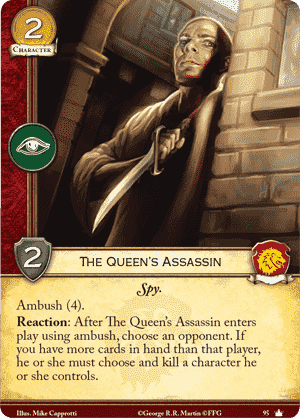 2
CHARACTER
2
THE QUEEN'S ASSASSIN
Spy.
Ambush (4).
Reaction: After The Queen's Assassin enters
play using ambush, choose an opponent. If
you have more cards in hand than that player,
he or she must choose and kill a character he
or she controls.
Illus. Mike Capprotti ©George R.R. Martin ©FFG 95